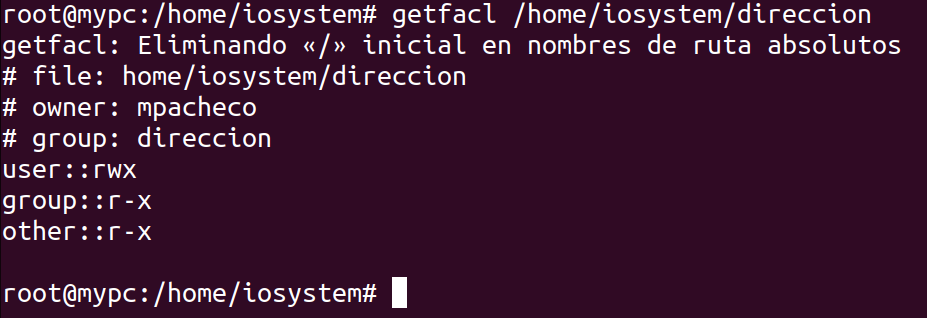 root@mypc:/home/iosystem# getfacl /home/iosystem/direccion
getfacl: Eliminando «/» inicial en nombres de ruta absolutos
# file: home/iosystem/direccion
# owner: mpacheco
# group: direccion
user::rwx
group::r-x
other::r-x
root@mypc:/home/iosystem#